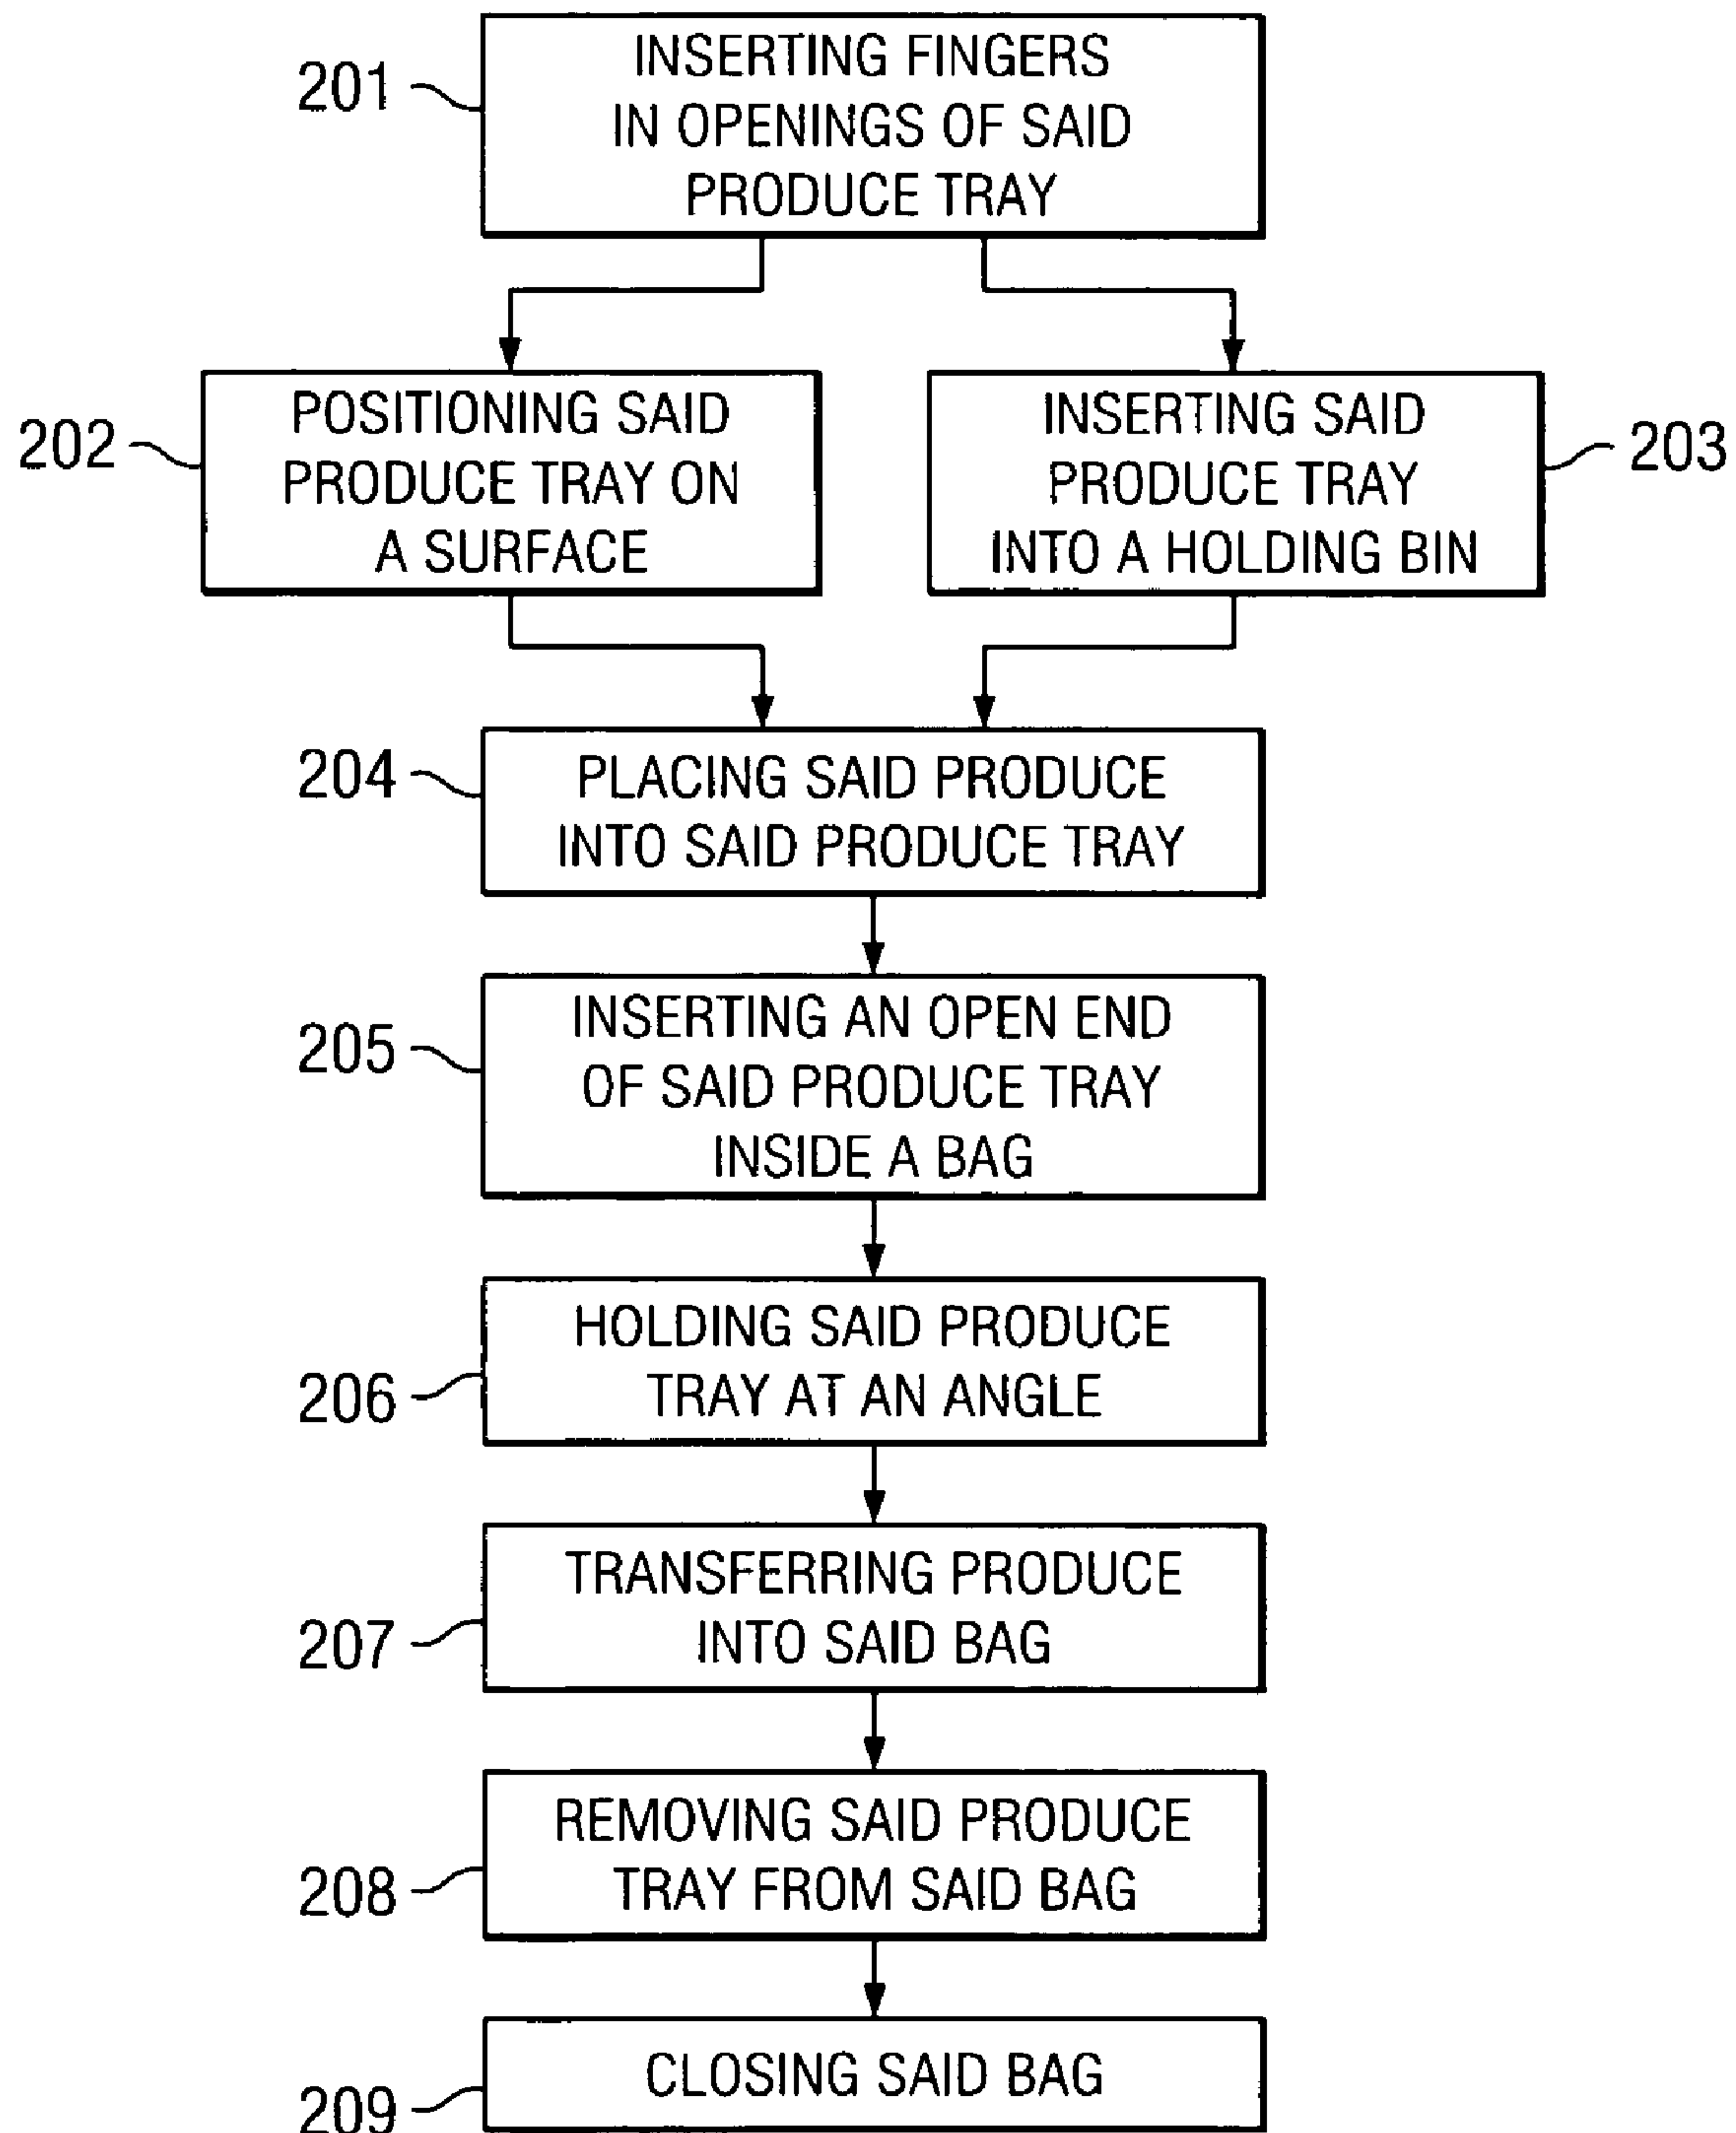 201
INSERTING FINGERS
IN OPENINGS OF SAID
PRODUCE TRAY
202
POSITIONING SAID
PRODUCE TRAY ON
A SURFACE
INSERTING SAID
PRODUCE TRAY
INTO A HOLDING BIN
203
204
PLACING SAID PRODUCE
INTO SAID PRODUCE TRAY
205
INSERTING AN OPEN END
OF SAID PRODUCE TRAY
INSIDE A BAG
206
HOLDING SAID PRODUCE
TRAY AT AN ANGLE
207
TRANSFERRING PRODUCE
INTO SAID BAG
208
REMOVING SAID PRODUCE
TRAY FROM SAID BAG
209
CLOSING SAID BAG